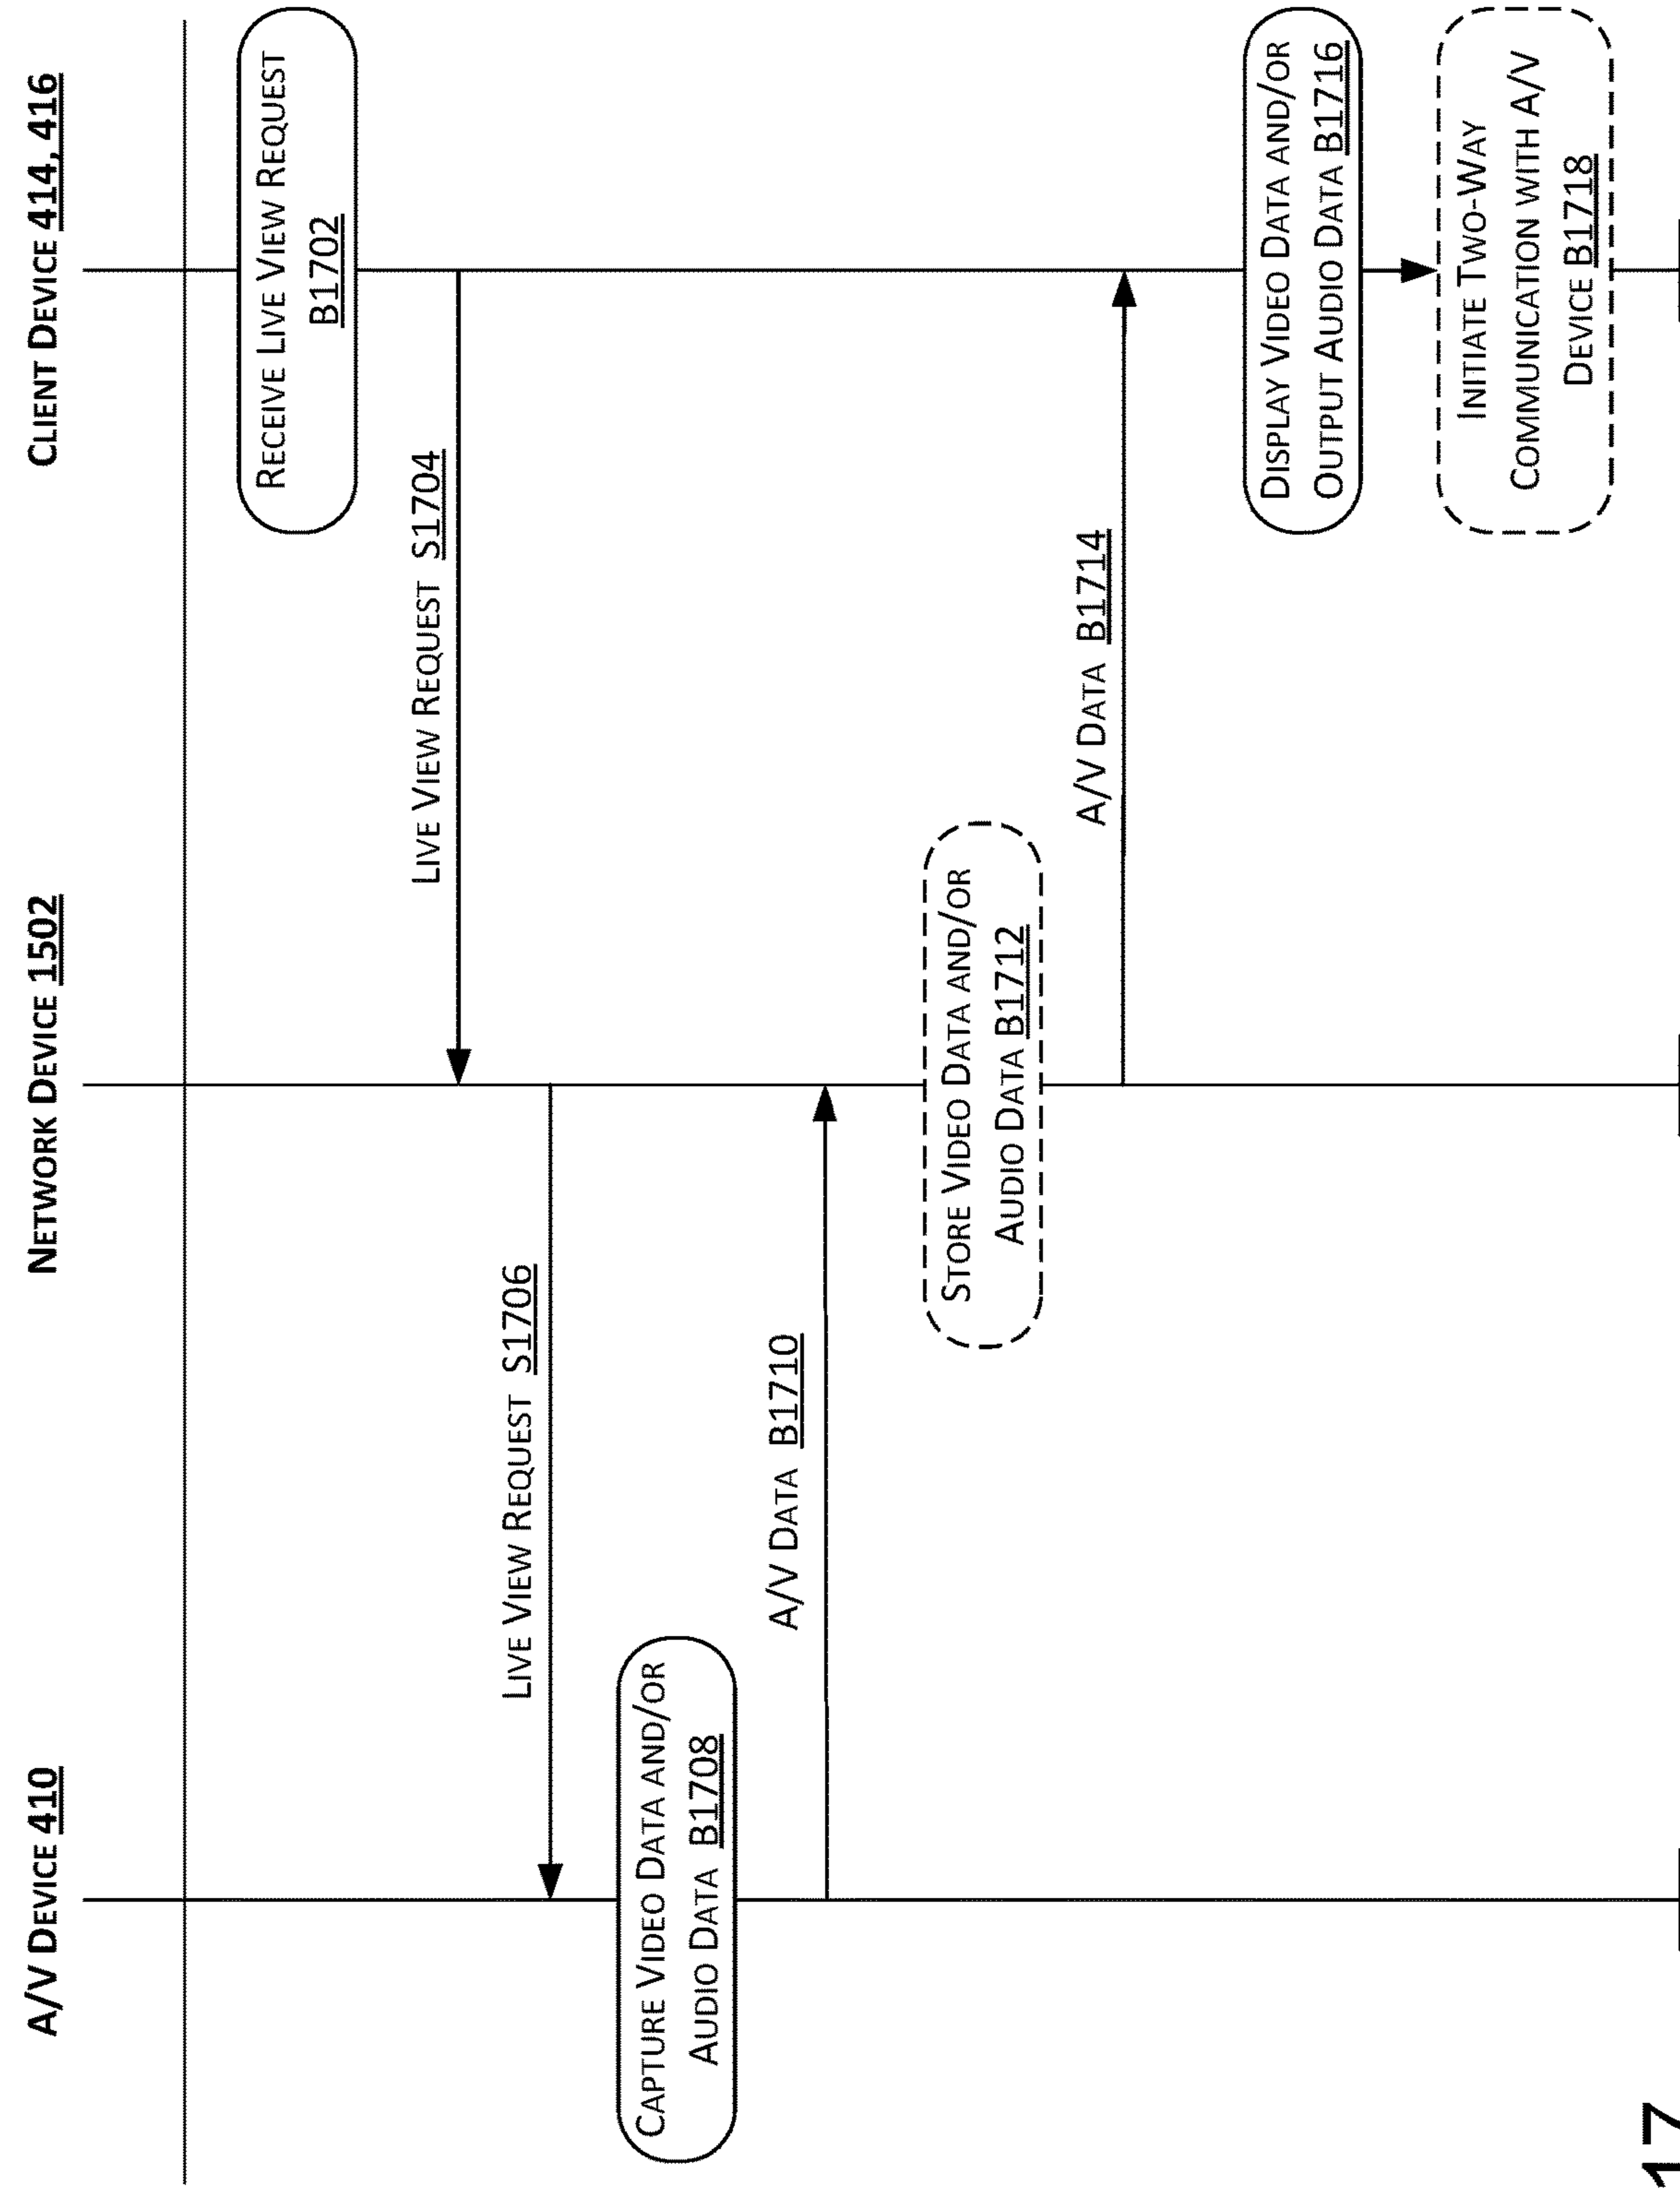 A/V DEVICE 410
NETWORK DEVICE 1502
CLIENT DEVICE 414, 416
RECEIVE LIVE VIEW REQUEST
B1702
LIVE VIEW REQUEST S1704
LIVE VIEW REQUEST S1706
CAPTURE VIDEO DATA AND/OR
AUDIO DATA B1708
A/V DATA B1710
STORE VIDEO DATA AND/OR
AUDIO DATA B1712
A/V DATA B1714
DISPLAY VIDEO DATA AND/OR
OUTPUT AUDIO DATA B1716
INITIATE TWO-WAY
COMMUNICATION WITH A/V
DEVICE B1718
17